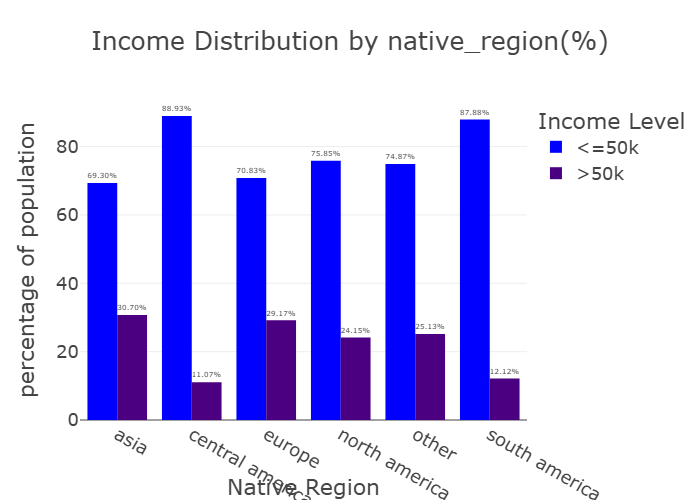 Income Distribution by native_region(%)
percentage of population
80
60
40
20
0
88.93%
87.88%
75.85%
74.87%
70.83%
69.30%
30.70%
29.17%
25.13%
24.15%
12.12%
11.07%
asia
central america
europe
north america
other
south america
Native Region
Income Level
<=50k
>50k